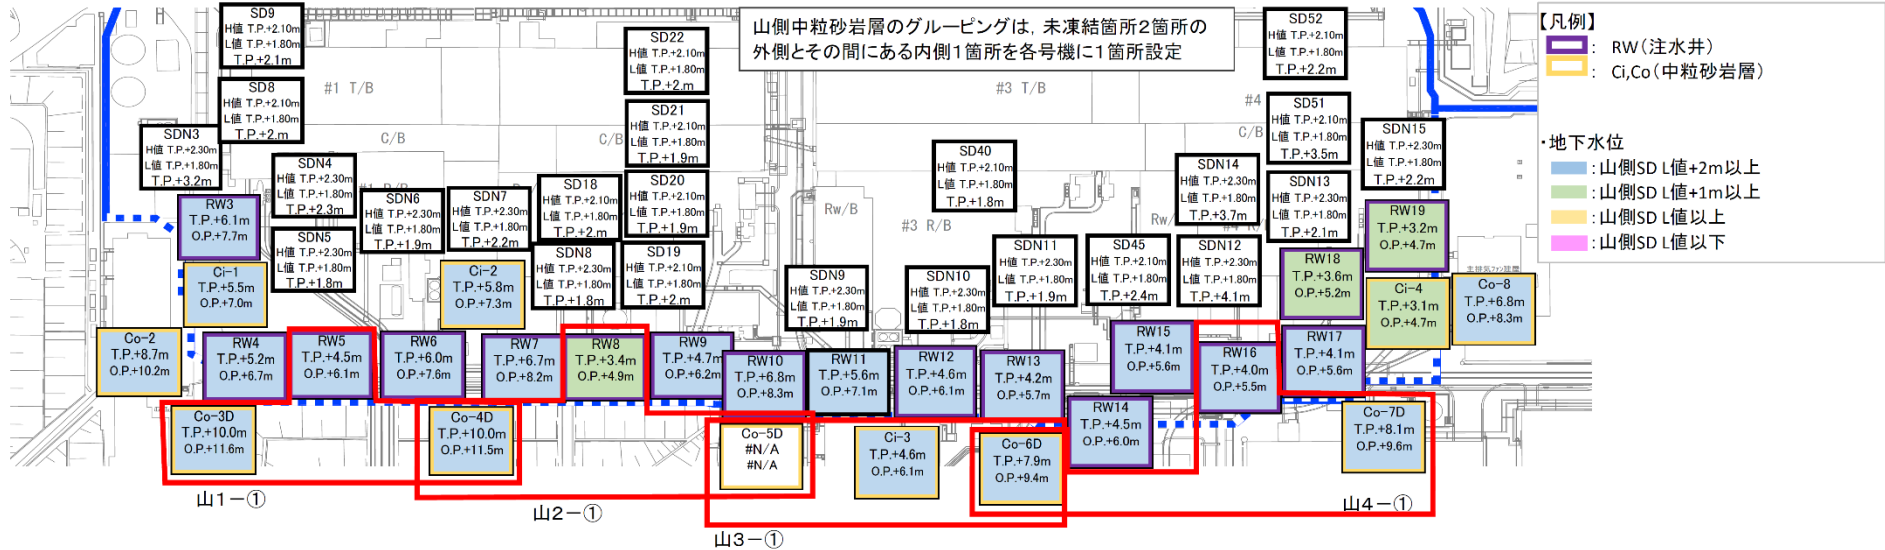 山側中粒砂岩層のグルーピングは，未凍結箇所2箇所の
外側とその間にある内側1箇所を各号機に1箇所設定
【凡例】
： RW（注水井）
： Ci,Co（中粒砂岩層）
・地下水位
：山側SD L値+2m以上
：山側SD L値+1m以上
：山側SD L値以上
：山側SD L値以下
SD9
H値 T.P.+2.10m
L値 T.P.+1.80m
T.P.+2.1m
SD8
H値 T.P.+2.10m
L値 T.P.+1.80m
T.P.+2.m
SDN3
H値 T.P.+2.30m
L値 T.P.+1.80m
T.P.+3.2m
SDN4
H値 T.P.+2.30m
L値 T.P.+1.80m
T.P.+2.3m
SDN5
H値 T.P.+2.30m
L値 T.P.+1.80m
T.P.+1.8m
SDN6
H値 T.P.+2.30m
L値 T.P.+1.80m
T.P.+1.9m
SDN7
H値 T.P.+2.30m
L値 T.P.+1.80m
T.P.+2.2m
SD18
H値 T.P.+2.10m
L値 T.P.+1.80m
T.P.+2.m
SDN8
H値 T.P.+2.30m
L値 T.P.+1.80m
T.P.+1.8m
SD22
H値 T.P.+2.10m
L値 T.P.+1.80m
T.P.+2.m
SD21
H値 T.P.+2.10m
L値 T.P.+1.80m
T.P.+1.9m
SD20
H値 T.P.+2.10m
L値 T.P.+1.80m
T.P.+1.9m
SD19
H値 T.P.+2.10m
L値 T.P.+1.80m
T.P.+2.m
SDN9
H値 T.P.+2.30m
L値 T.P.+1.80m
T.P.+1.9m
SD40
H値 T.P.+2.10m
L値 T.P.+1.80m
T.P.+1.8m
SDN10
H値 T.P.+2.30m
L値 T.P.+1.80m
T.P.+1.8m
SDN11
H値 T.P.+2.30m
L値 T.P.+1.80m
T.P.+1.9m
SD45
H値 T.P.+2.10m
L値 T.P.+1.80m
T.P.+2.4m
SDN14
H値 T.P.+2.30m
L値 T.P.+1.80m
T.P.+3.7m
SDN12
H値 T.P.+2.30m
L値 T.P.+1.80m
T.P.+4.1m
SD52
H値 T.P.+2.10m
L値 T.P.+1.80m
T.P.+2.2m
SD51
H値 T.P.+2.10m
L値 T.P.+1.80m
T.P.+3.5m
SDN13
H値 T.P.+2.30m
L値 T.P.+1.80m
T.P.+2.1m
SDN15
H値 T.P.+2.30m
L値 T.P.+1.80m
T.P.+2.2m
#1 T/B
C/B
C/B
#3 T/B
Rw/B
#3 R/B
#4
C/B
Rw/
RW3
T.P.+6.1m
O.P.+7.7m
Ci-1
T.P.+5.5m
O.P.+7.0m
Ci-2
T.P.+5.8m
O.P.+7.3m
Co-2
T.P.+8.7m
O.P.+10.2m
RW4
T.P.+5.2m
O.P.+6.7m
RW5
T.P.+4.5m
O.P.+6.1m
RW6
T.P.+6.0m
O.P.+7.6m
RW7
T.P.+6.7m
O.P.+8.2m
RW8
T.P.+3.4m
O.P.+4.9m
RW9
T.P.+4.7m
O.P.+6.2m
RW10
T.P.+6.8m
O.P.+8.3m
RW11
T.P.+5.6m
O.P.+7.1m
RW12
T.P.+4.6m
O.P.+6.1m
RW13
T.P.+4.2m
O.P.+5.7m
RW14
T.P.+4.5m
O.P.+6.0m
RW15
T.P.+4.1m
O.P.+5.6m
RW16
T.P.+4.0m
O.P.+5.5m
RW17
T.P.+4.1m
O.P.+5.6m
RW18
T.P.+3.6m
O.P.+5.2m
RW19
T.P.+3.2m
O.P.+4.7m
Ci-4
T.P.+3.1m
O.P.+4.7m
主排気ファン建屋
Co-8
T.P.+6.8m
O.P.+8.3m
Co-3D
T.P.+10.0m
O.P.+11.6m
Co-4D
T.P.+10.0m
O.P.+11.5m
Co-5D
#N/A
#N/A
Ci-3
T.P.+4.6m
O.P.+6.1m
Co-6D
T.P.+7.9m
O.P.+9.4m
Co-7D
T.P.+8.1m
O.P.+9.6m
山1－①
山2－①
山3－①
山4－①